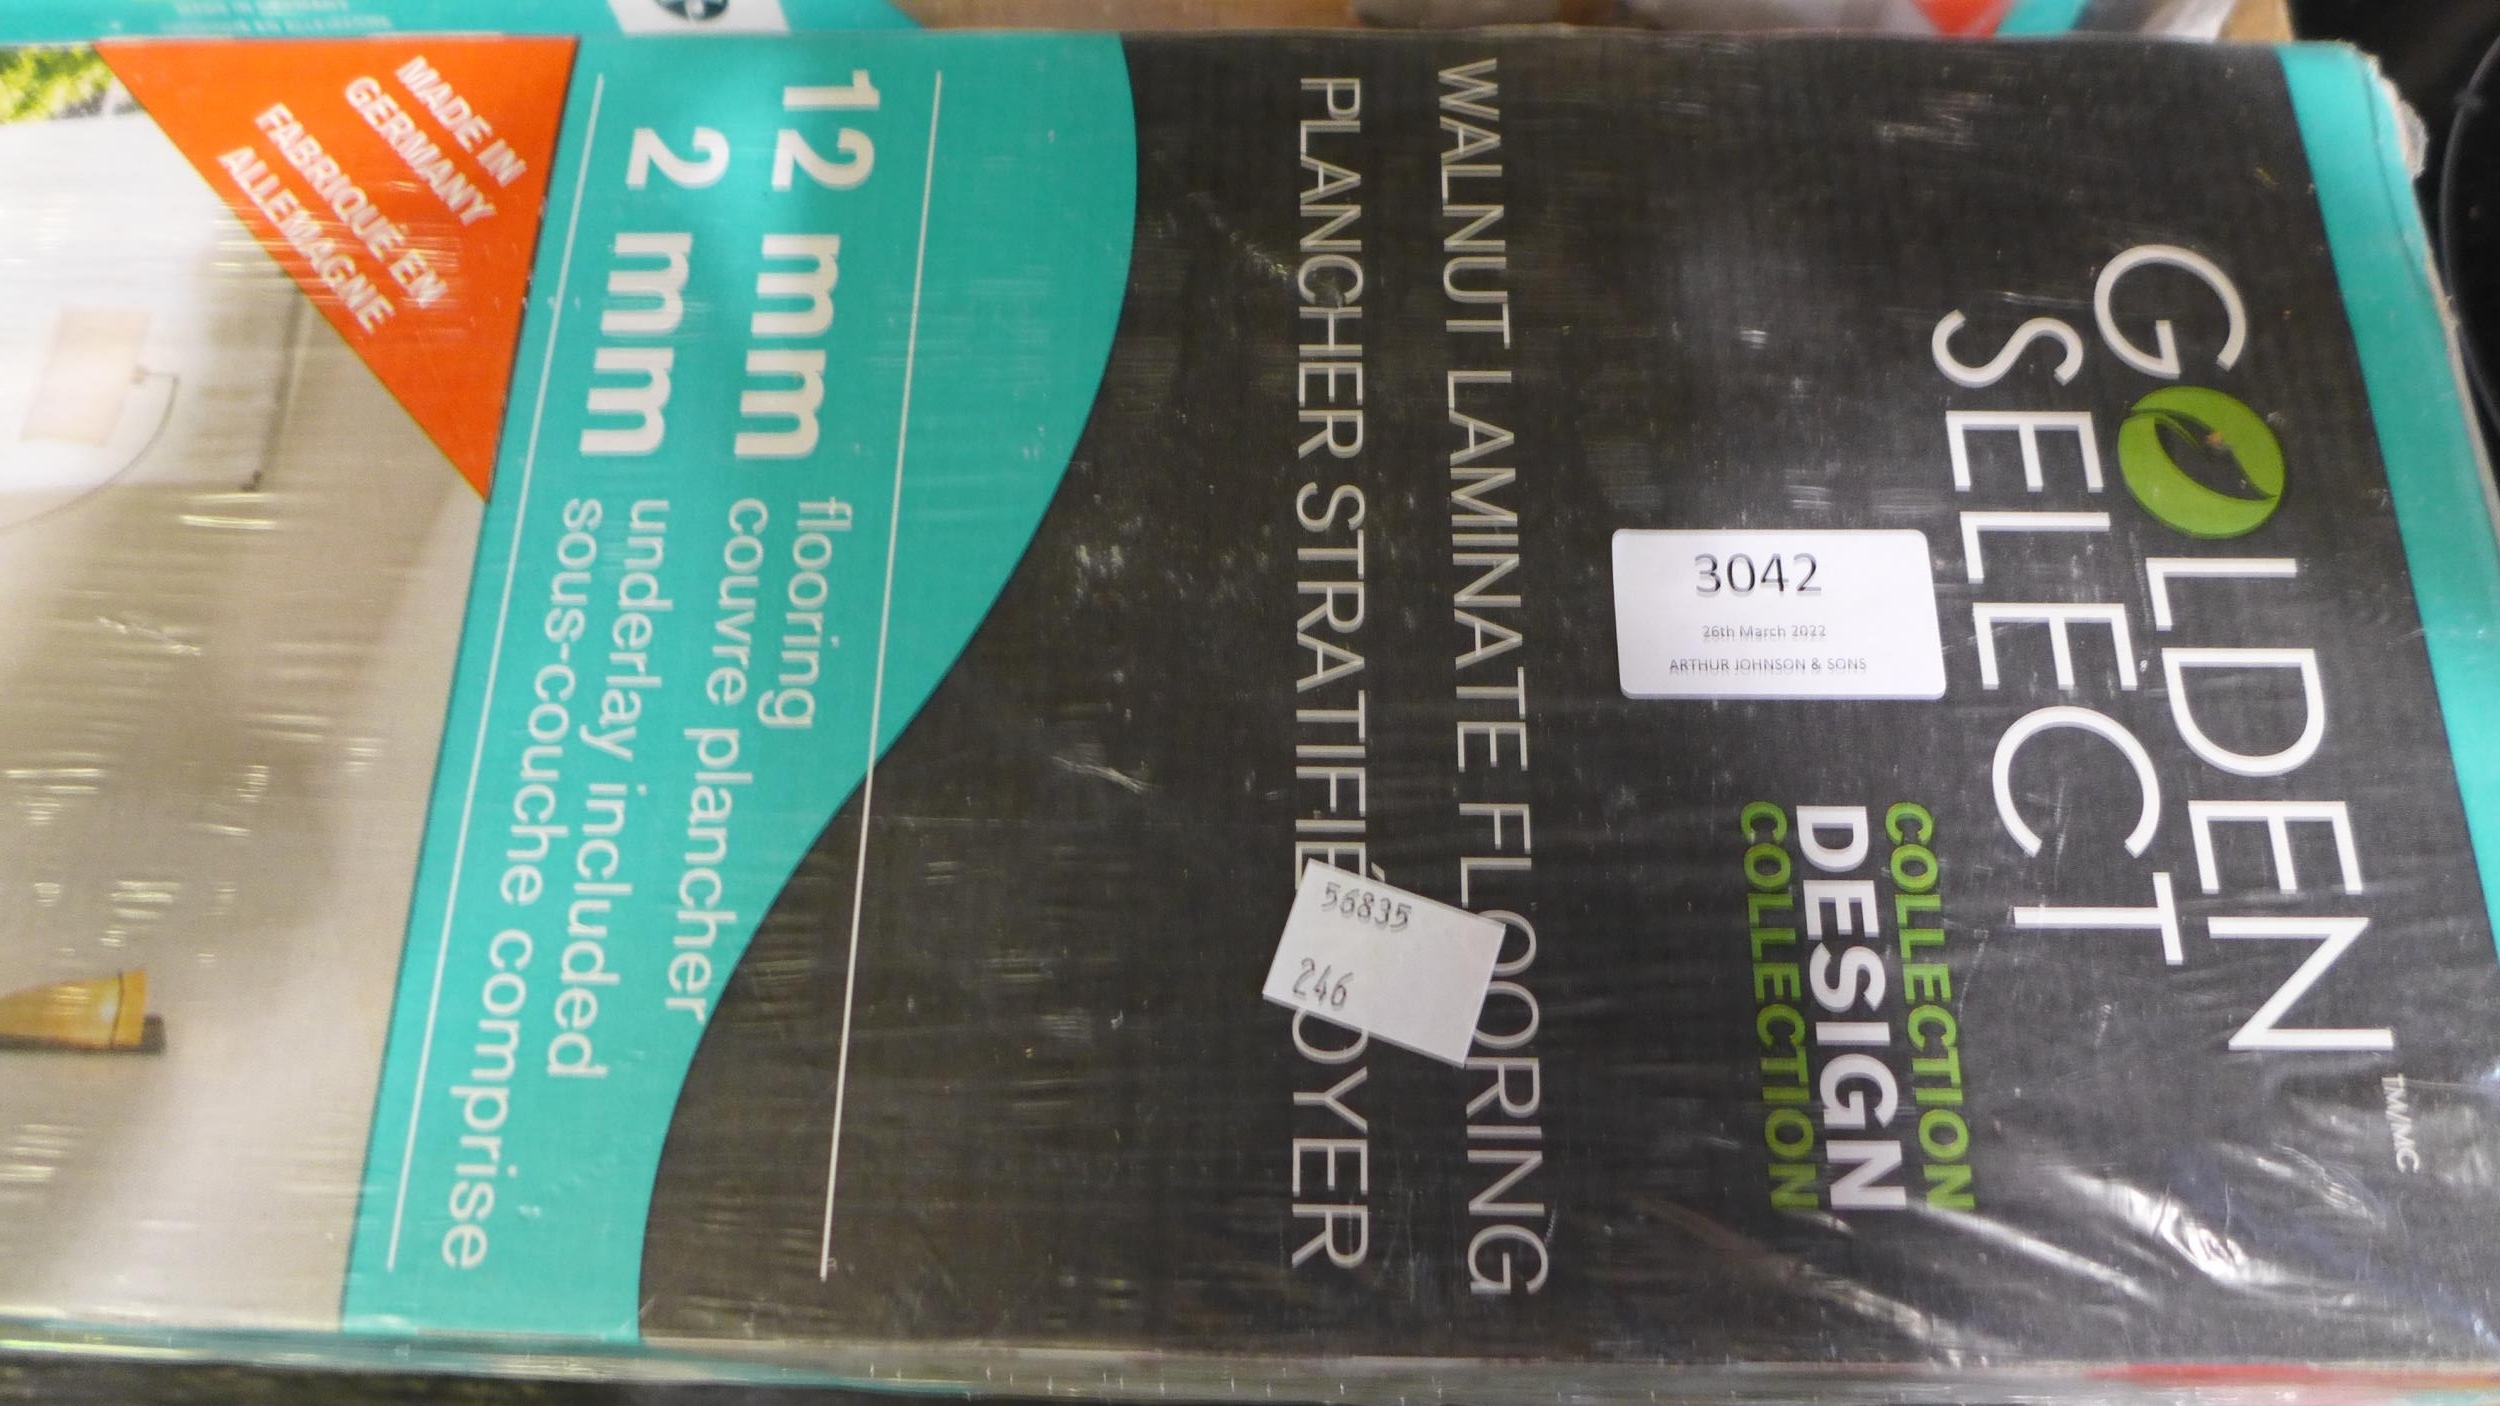 GOLDEN
SELECT
TM/MC
COLLECTION
DESIGN
COLLECTION
3042
26th March 2022
ARTHUR JOHNSON & SONS
WALNUT LAMINATE FLOORING
PLANCHER STRATIFIÉ OYER
56835
246
12 mm flooring
couvre plancher
2 mm underlay included
sous-couche comprise
MADE IN
GERMANY
FABRIQUÉ EN
ALLEMAGNE